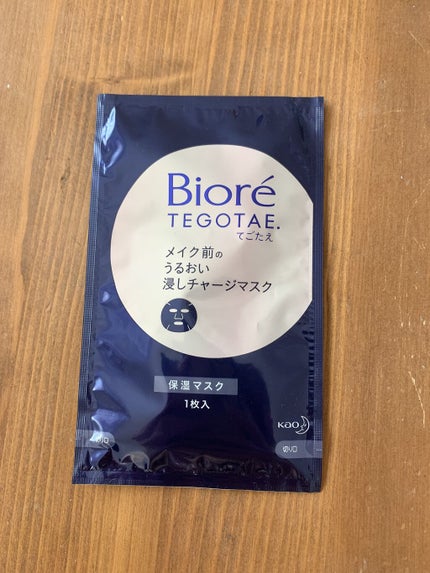 Bioré
TEGOTAE.
てごたえ
メイク前の
うるおい
浸しチャージマスク
保湿マスク
1枚入
Kao
切り口
切り口